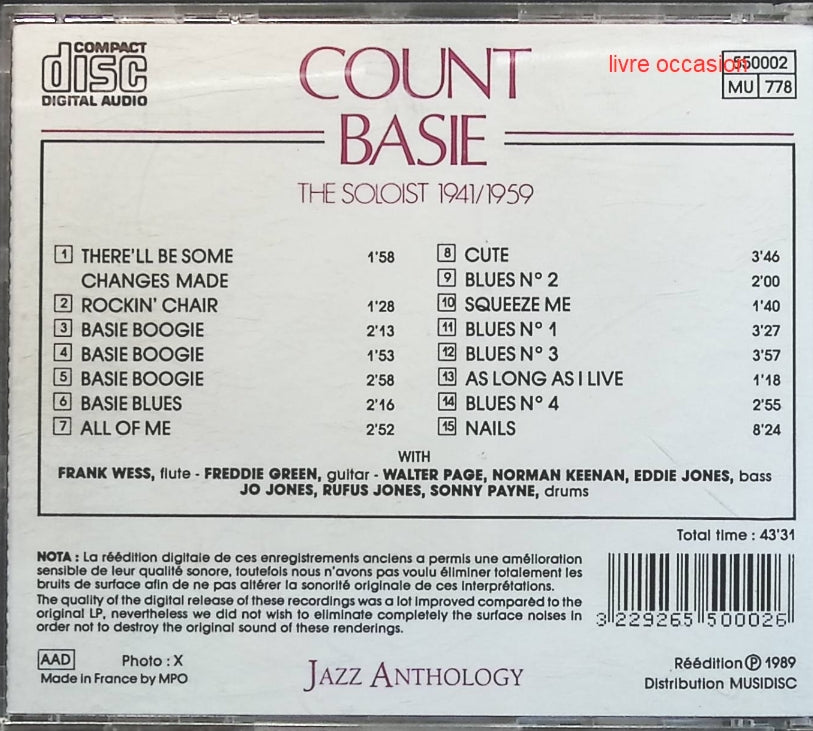 COMPACT
disc
DIGITAL AUDIO
COUNT
BASIE
THE SOLOIST 1941/1959
livre occasion
550002
MU 778
1 THERE'LL BE SOME CHANGES MADE 1'58
2 ROCKIN' CHAIR 1'28
3 BASIE BOOGIE 2'13
4 BASIE BOOGIE 1'53
5 BASIE BOOGIE 2'58
6 BASIE BLUES 2'16
7 ALL OF ME 2'52
8 CUTE 3'46
9 BLUES N° 2 2'00
10 SQUEEZE ME 1'40
11 BLUES N° 1 3'27
12 BLUES N° 3 3'57
13 AS LONG AS I LIVE 1'18
14 BLUES N° 4 2'55
15 NAILS 8'24
WITH
FRANK WESS, flute - FREDDIE GREEN, guitar - WALTER PAGE, NORMAN KEENAN, EDDIE JONES, bass
JO JONES, RUFUS JONES, SONNY PAYNE, drums
Total time : 43'31
NOTA : La réédition digitale de ces enregistrements anciens a permis une amélioration
sensible de leur qualité sonore, toutefois nous n'avons pas voulu éliminer totalement les
bruits de surface afin de ne pas altérer la sonorité originale de ces interprétations.
The quality of the digital release of these recordings was a lot improved comparèd to the
original LP, nevertheless we did not wish to eliminate completely the surface noises in
order not to destroy the original sound of these renderings.
3 229265 500026
AAD Photo : X
Made in France by MPO
JAZZ ANTHOLOGY
Réédition ℗ 1989
Distribution MUSIDISC